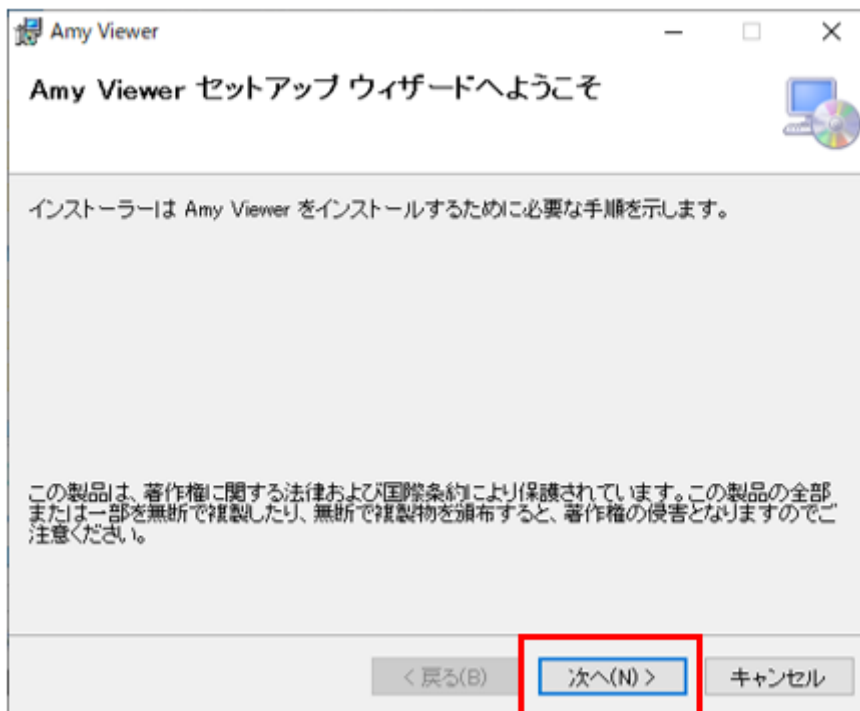 Amy Viewer
Amy Viewer セットアップ ウィザードへようこそ
インストーラーは Amy Viewer をインストールするために必要な手順を示します。
この製品は、著作権に関する法律および国際条約により保護されています。この製品の全部
または一部を無断で複製したり、無断で複製物を頒布すると、著作権の侵害となりますのでご
注意ください。
< 戻る(B)
次へ(N) >
キャンセル